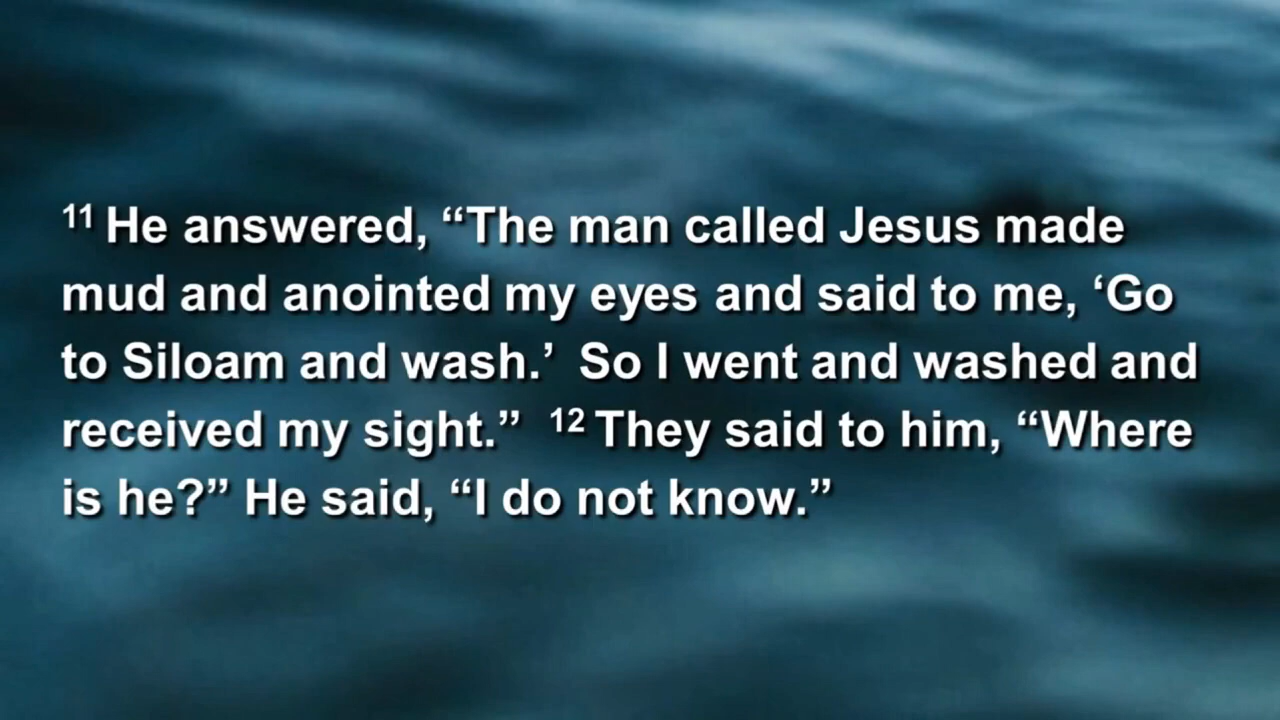 11 He answered, “The man called Jesus made
mud and anointed my eyes and said to me, ‘Go
to Siloam and wash.’ So I went and washed and
received my sight.” 12 They said to him, “Where
is he?” He said, “I do not know.”